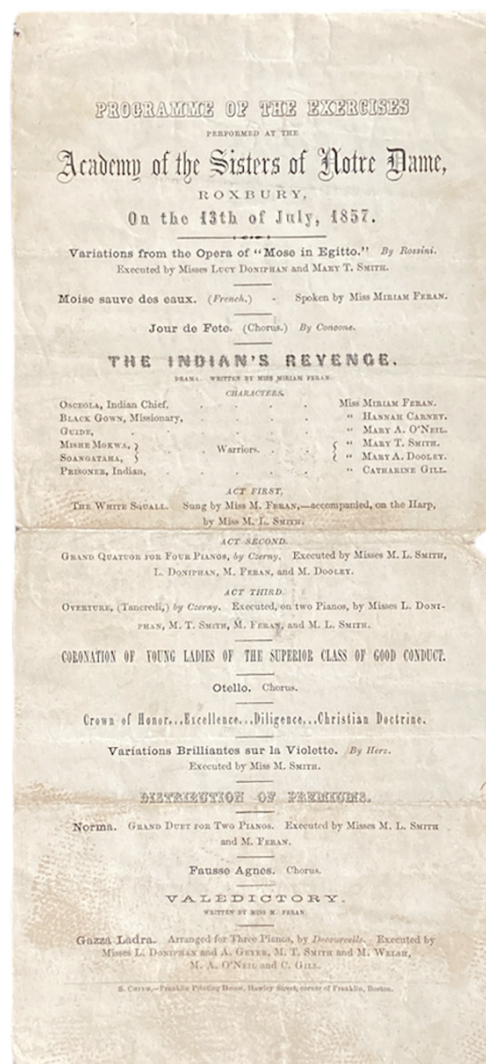 PROGRAMME OF THE EXERCISES
PERFORMED AT THE
Academy of the Sisters of Notre Dame,
ROXBURY,
On the 13th of July, 1857.
Variations from the Opera of "Mose in Egitto." By Rossini.
Executed by Misses Lucy Doniphan and Mary T. Smith.
Moise sauve des eaux. (French.) - Spoken by Miss Miriam Feran.
Jour de Fete. (Chorus.) By Concone.
THE INDIAN'S REVENGE.
DRAMA. WRITTEN BY MISS MIRIAM FERAN.
CHARACTERS.
Osceola, Indian Chief, . . . . Miss Miriam Feran.
Black Gown, Missionary, . . . . " Hannah Carney.
Guide, . . . . . " Mary A. O'Neil.
Mishe Mokwa, } Warriors. . . { " Mary T. Smith.
Soangataha, } " Mary A. Dooley.
Prisoner, Indian, . . . . " Catharine Gill.
ACT FIRST,
The White Squall. Sung by Miss M. Feran,—accompanied, on the Harp,
by Miss M. L. Smith.
ACT SECOND.
Grand Quatuor for Four Pianos, by Czerny. Executed by Misses M. L. Smith,
L. Doniphan, M. Feran, and M. Dooley.
ACT THIRD.
Overture, (Tancredi,) by Czerny. Executed, on two Pianos, by Misses L. Doni-
phan, M. T. Smith, M. Feran, and M. L. Smith.
CORONATION OF YOUNG LADIES OF THE SUPERIOR CLASS OF GOOD CONDUCT.
Otello. Chorus.
Crown of Honor...Excellence...Diligence...Christian Doctrine.
Variations Brilliantes sur la Violette. By Herz.
Executed by Miss M. Smith.
DISTRIBUTION OF PREMIUMS.
Norma. Grand Duet for Two Pianos. Executed by Misses M. L. Smith
and M. Feran.
Fausse Agnes. Chorus.
VALEDICTORY.
WRITTEN BY MISS M. FERAN.
Gazza Ladra. Arranged for Three Pianos, by Decourcelle. Executed by
Misses L. Doniphan and A. Geyer, M. T. Smith and M. Welsh,
M. A. O'Neil and C. Gill.
Franklin Printing House, Hawley Street, corner of Franklin, Boston.